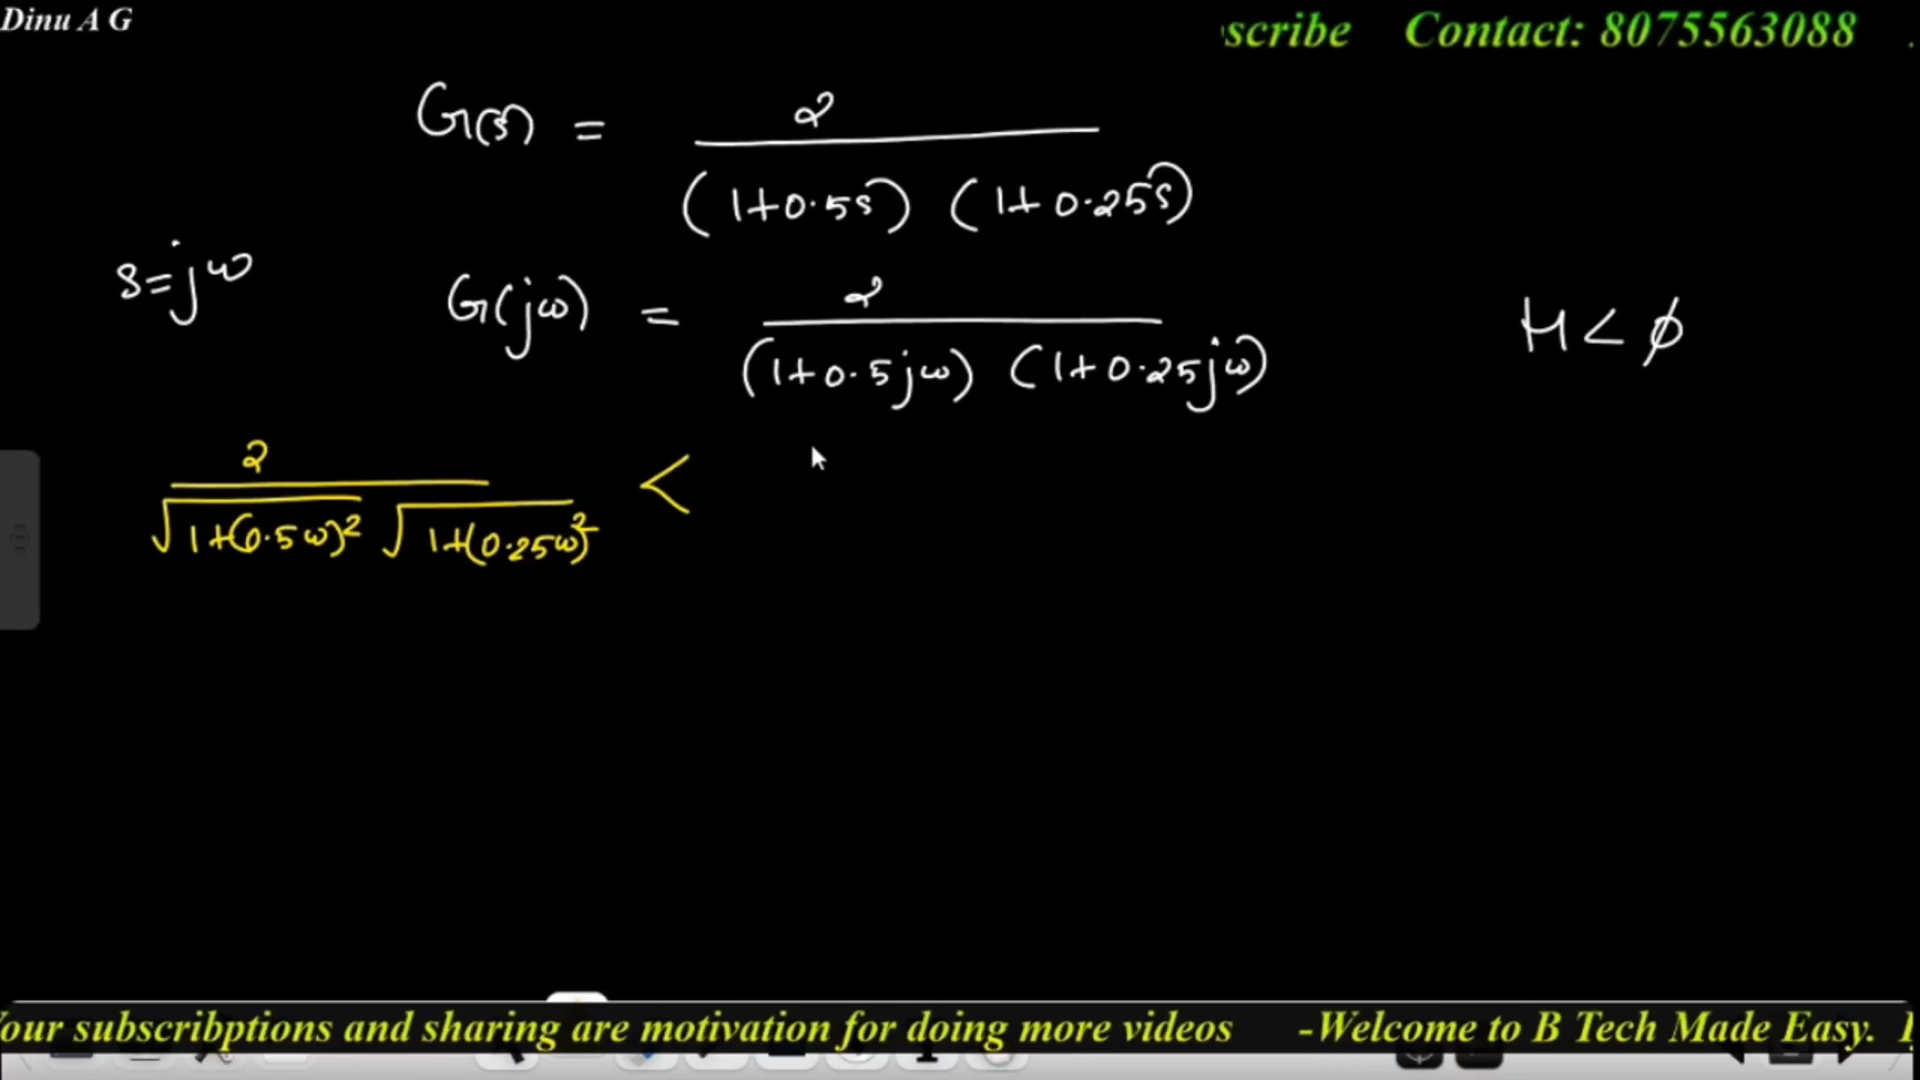 Dinu A G
scribe Contact: 8075563088 .
G(s) = 2 / (1+0.5s) (1+0.25s)
s=jω
G(jω) = 2 / (1+0.5jω) (1+0.25jω)
M < ϕ
2 / √1+(0.5ω)² √1+(0.25ω)² <
Your subscribptions and sharing are motivation for doing more videos -Welcome to B Tech Made Easy.